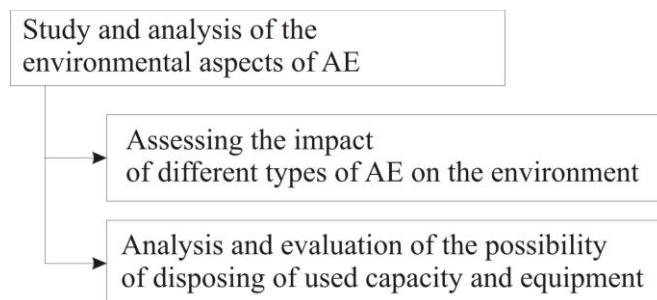 Study and analysis of the
environmental aspects of AE
Assessing the impact
of different types of AE on the environment
Analysis and evaluation of the possibility
of disposing of used capacity and equipment